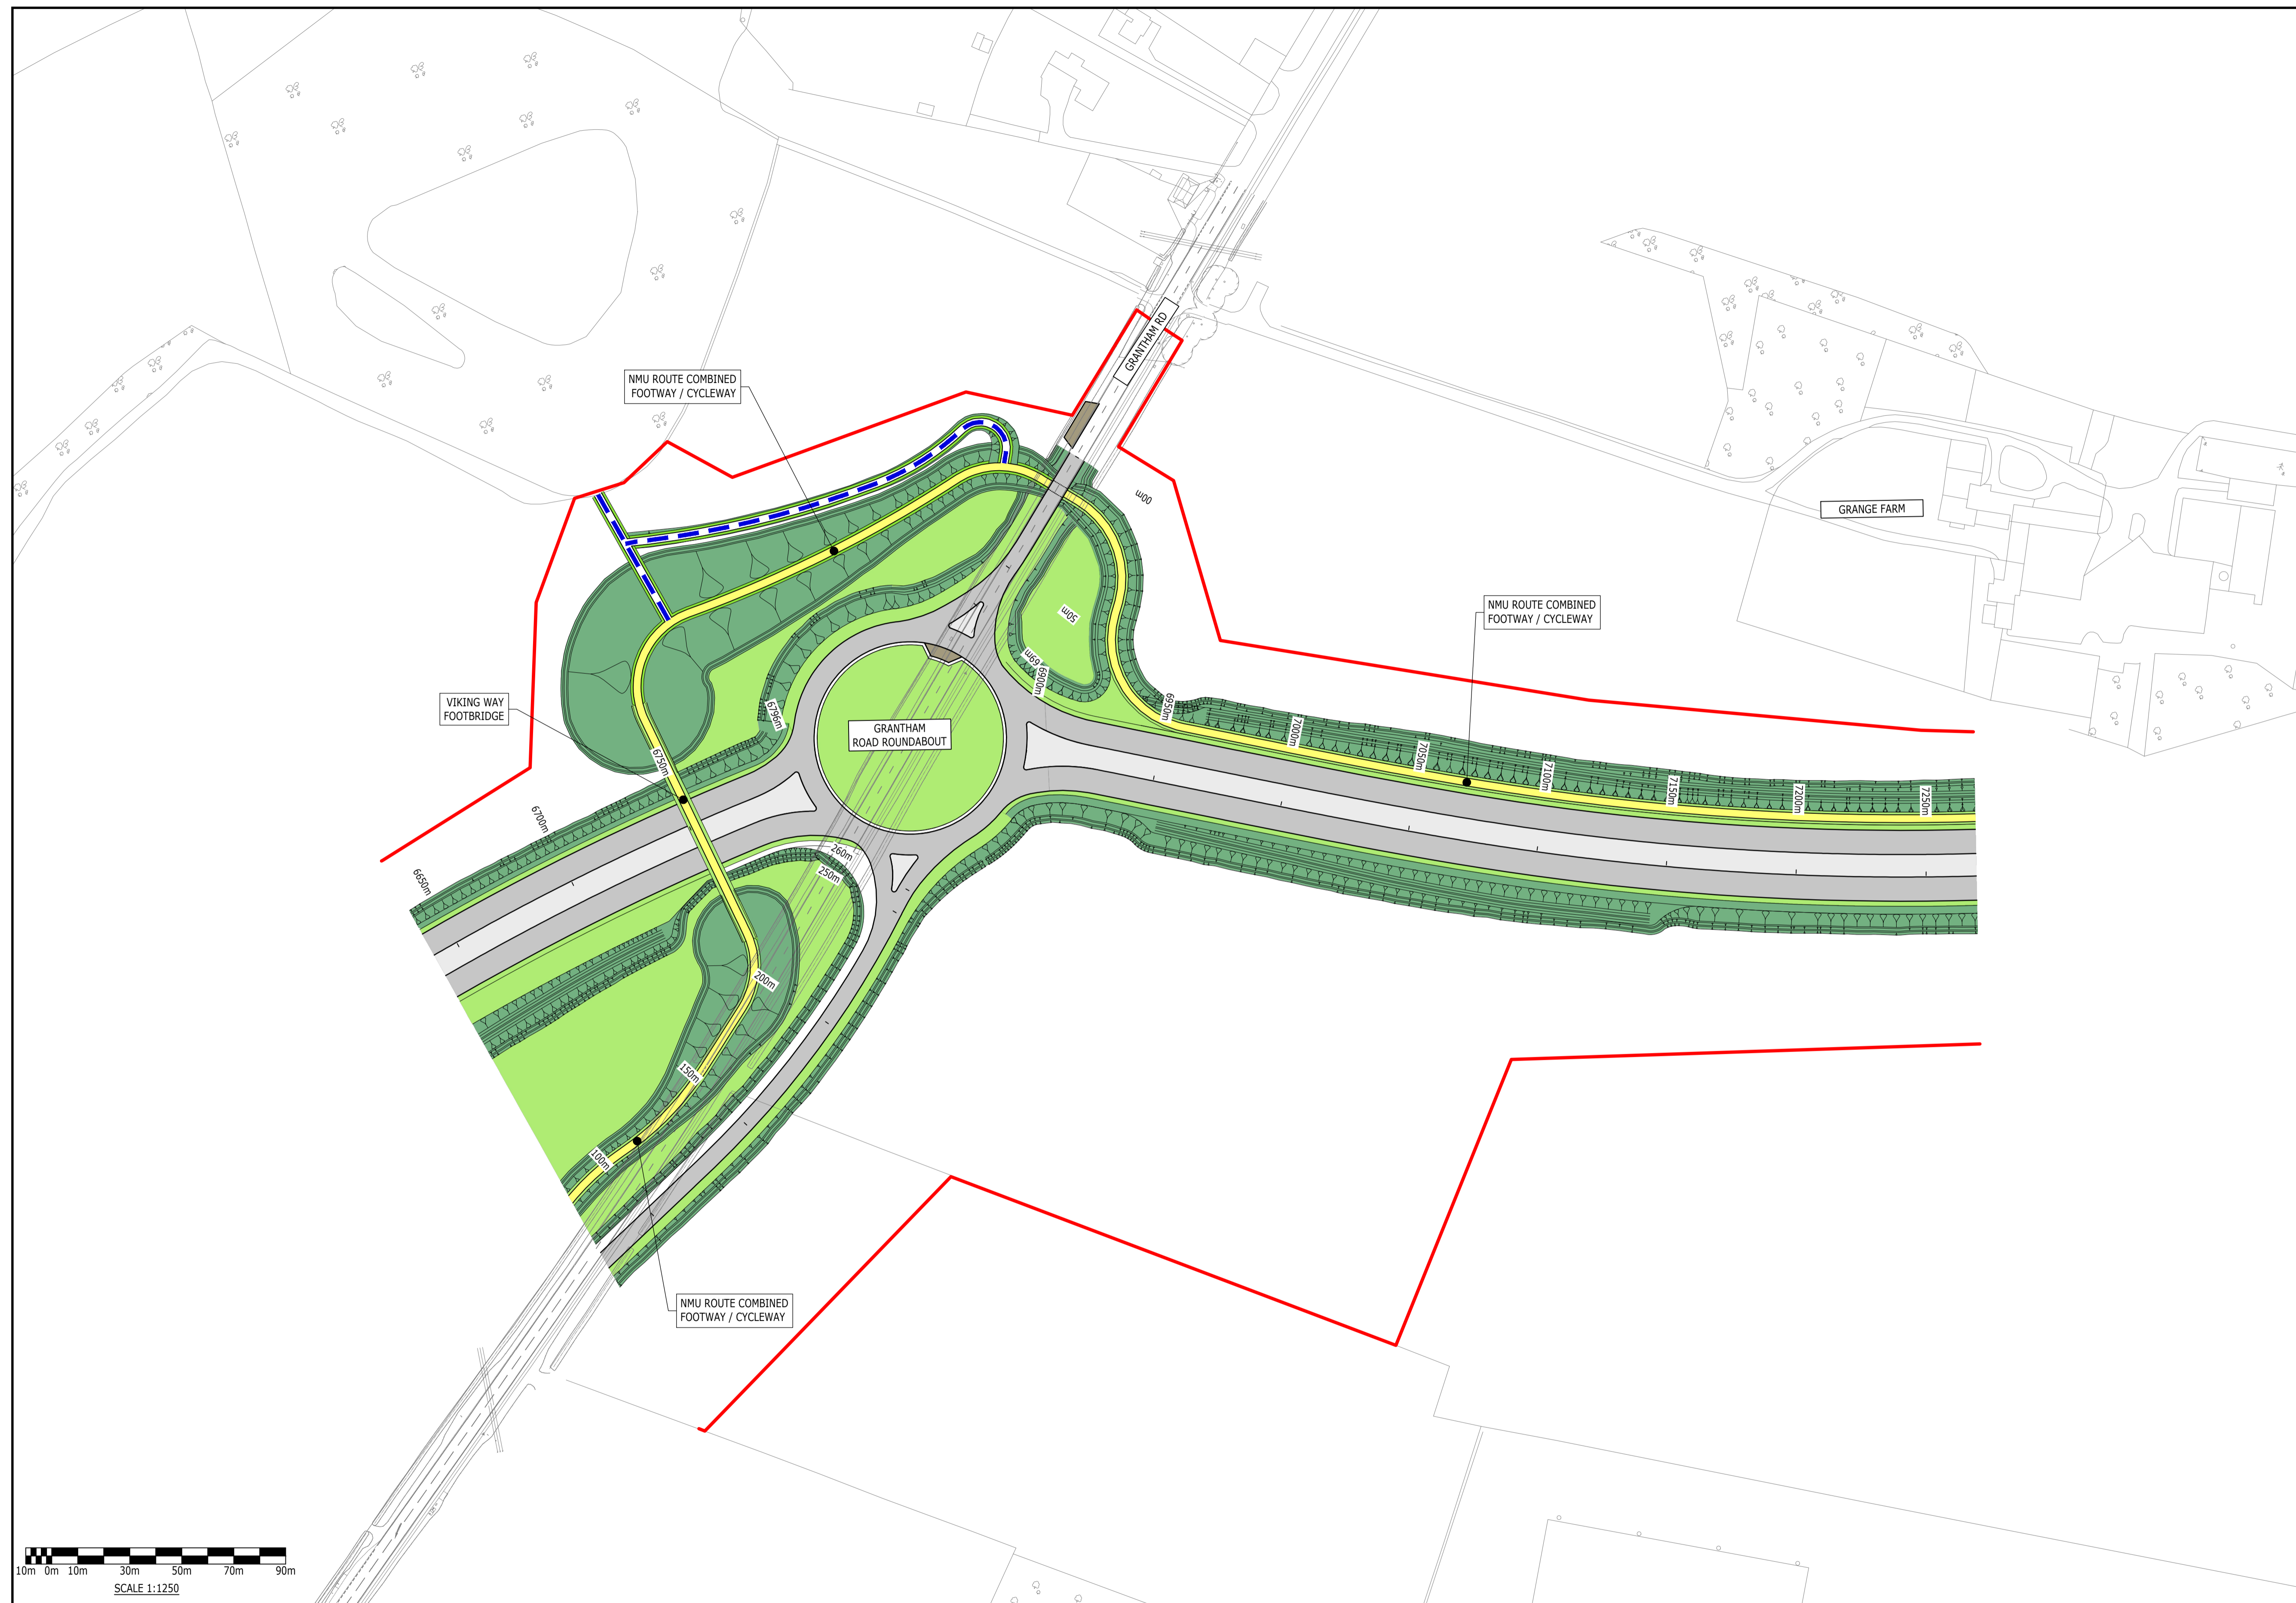 GRANTHAM RD
NMU ROUTE COMBINED
FOOTWAY / CYCLEWAY
00m
GRANGE FARM
50m
NMU ROUTE COMBINED
FOOTWAY / CYCLEWAY
69m
6900m
VIKING WAY
FOOTBRIDGE
6796m
6950m
GRANTHAM
ROAD ROUNDABOUT
7000m
7050m
6750m
7100m
7150m
7200m
7250m
6700m
260m
250m
6650m
200m
150m
100m
NMU ROUTE COMBINED
FOOTWAY / CYCLEWAY
10m 0m 10m 30m 50m 70m 90m
SCALE 1:1250